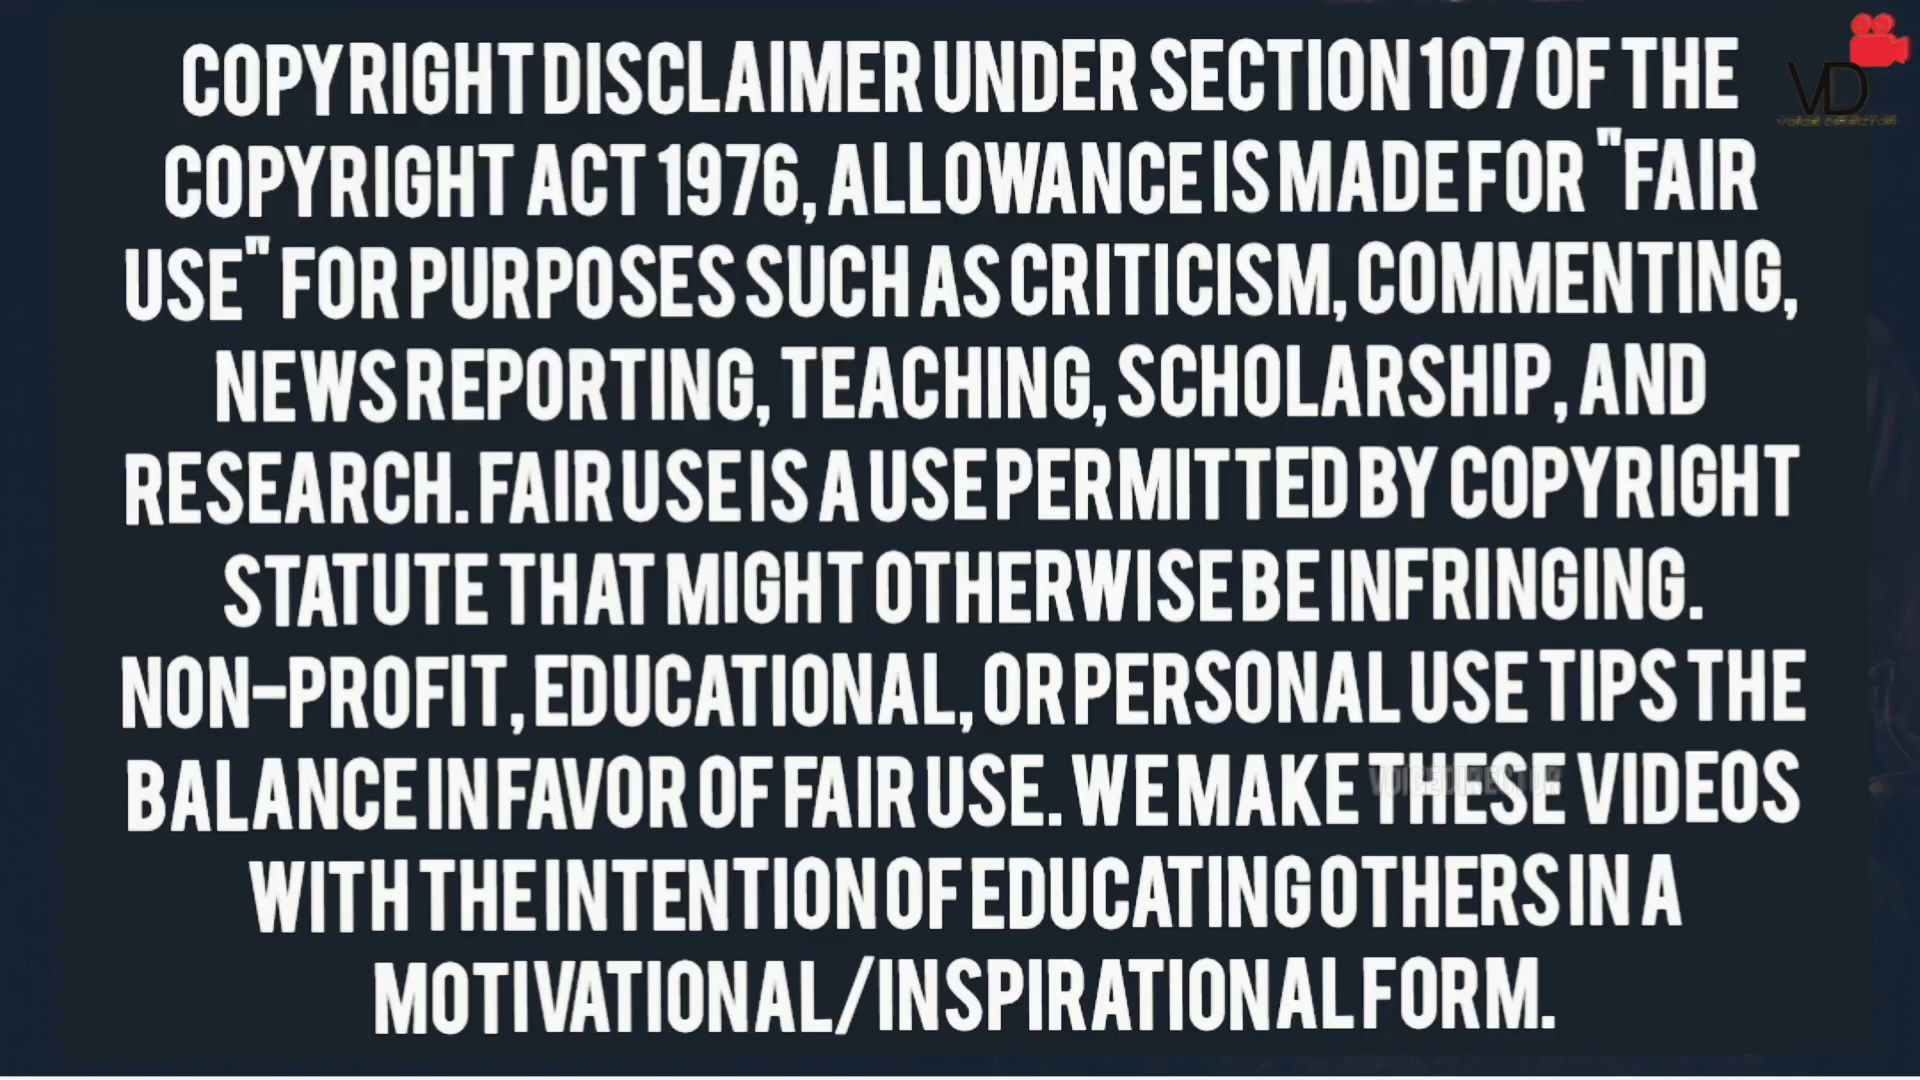 COPYRIGHT DISCLAIMER UNDER SECTION 107 OF THE
COPYRIGHT ACT 1976, ALLOWANCE IS MADE FOR "FAIR
USE" FOR PURPOSES SUCH AS CRITICISM, COMMENTING,
NEWS REPORTING, TEACHING, SCHOLARSHIP, AND
RESEARCH. FAIR USE IS A USE PERMITTED BY COPYRIGHT
STATUTE THAT MIGHT OTHERWISE BE INFRINGING.
NON-PROFIT, EDUCATIONAL, OR PERSONAL USE TIPS THE
BALANCE IN FAVOR OF FAIR USE. WE MAKE THESE VIDEOS
WITH THE INTENTION OF EDUCATING OTHERS IN A
MOTIVATIONAL/INSPIRATIONAL FORM.
VD
VOICE DIRECTOR
VOICEDIRECTOR